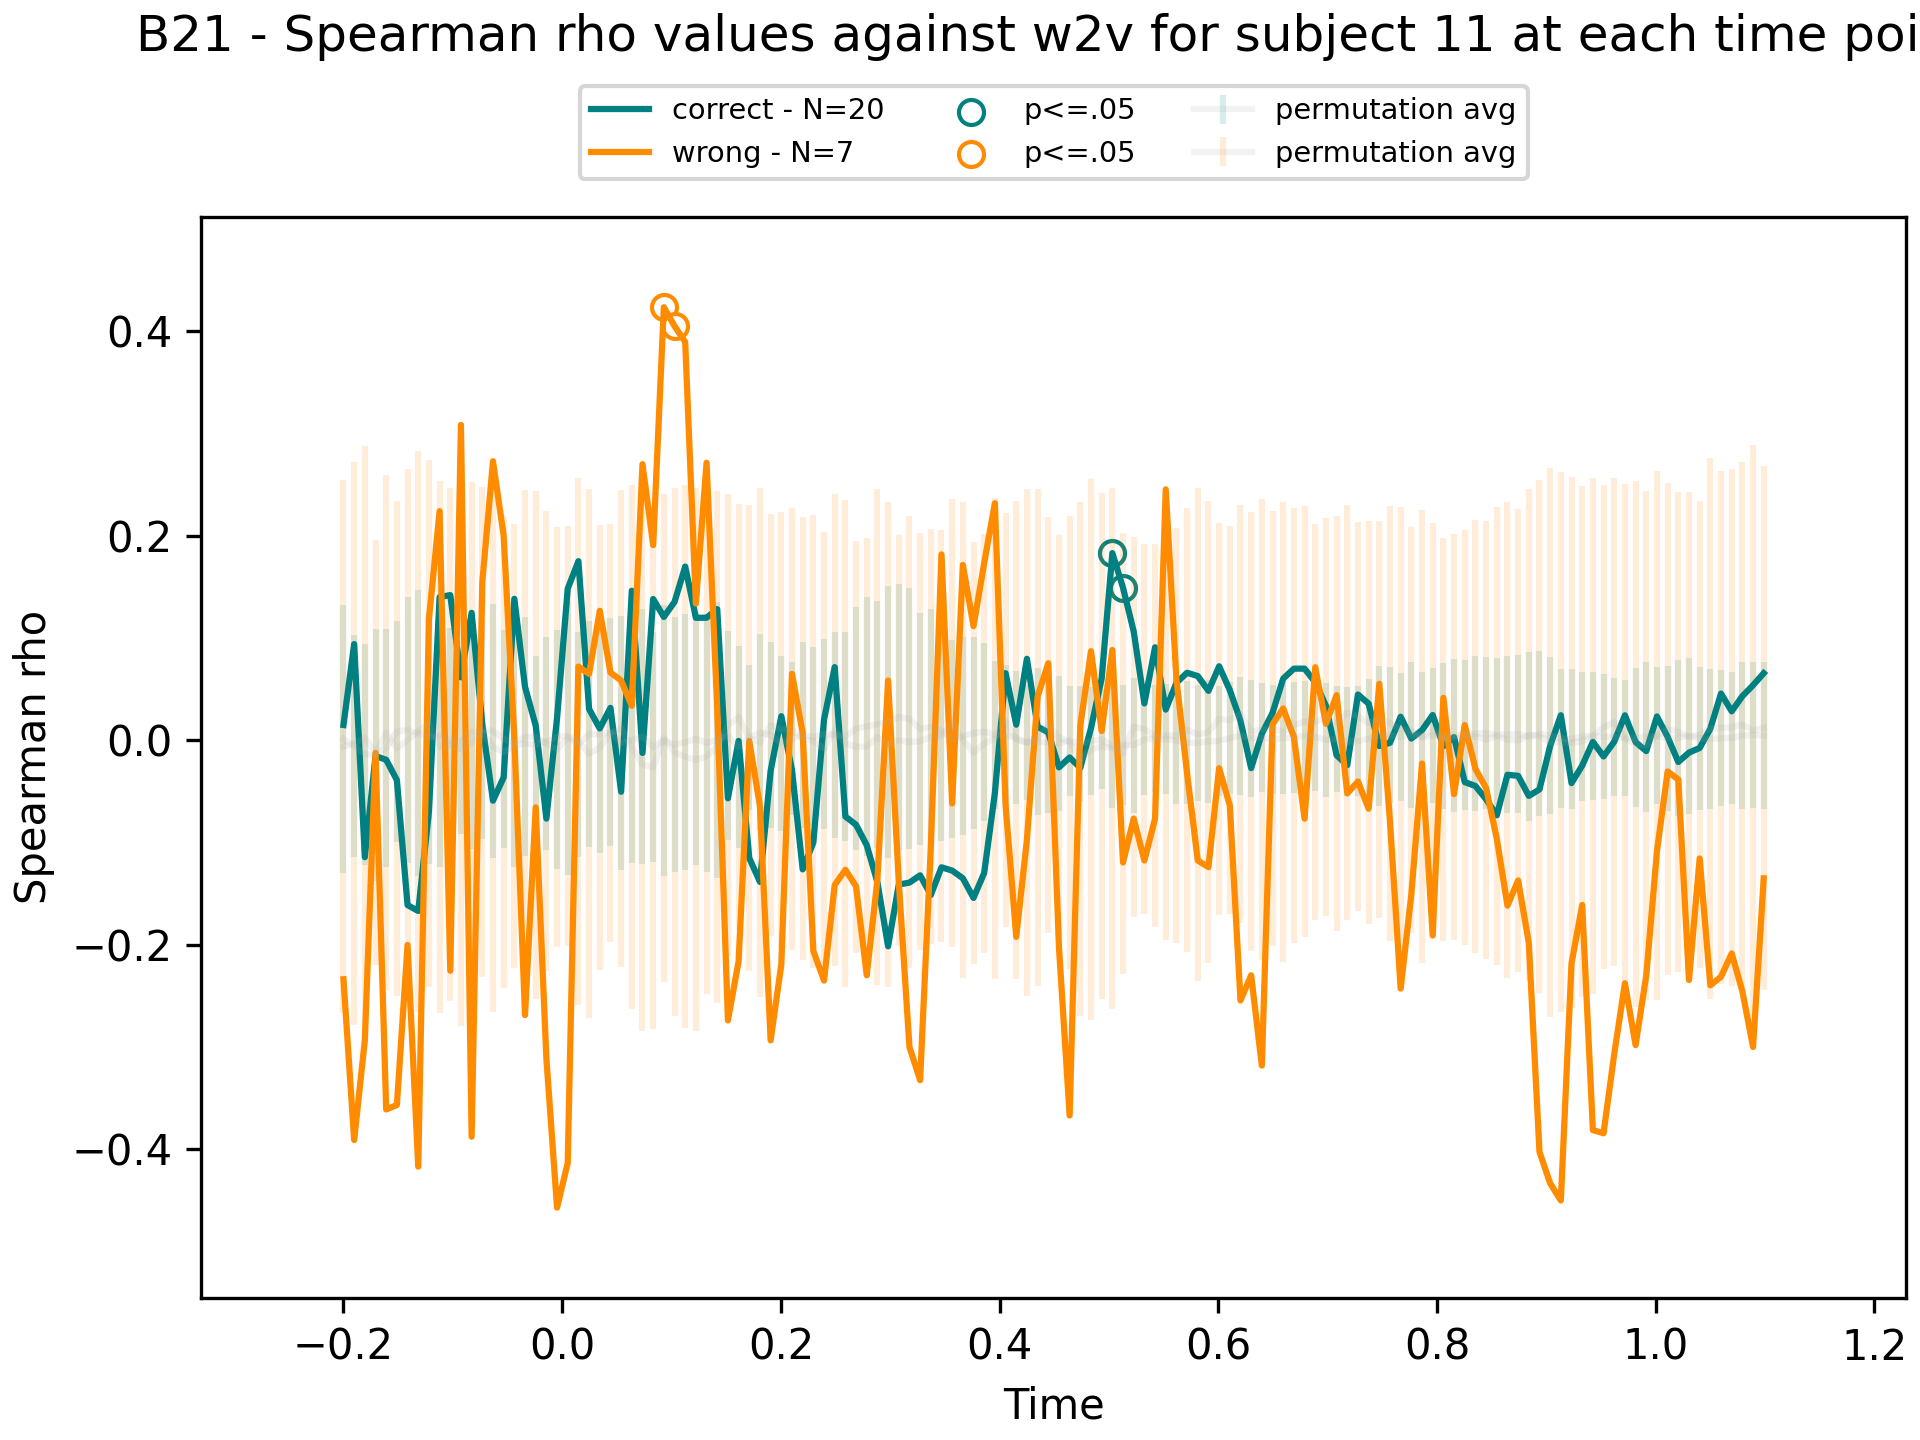 B21 - Spearman rho values against w2v for subject 11 at each time poi
correct - N=20
wrong - N=7
p<=.05
p<=.05
permutation avg
permutation avg
Spearman rho
0.4
0.2
0.0
−0.2
−0.4
−0.2
0.0
0.2
0.4
0.6
0.8
1.0
1.2
Time